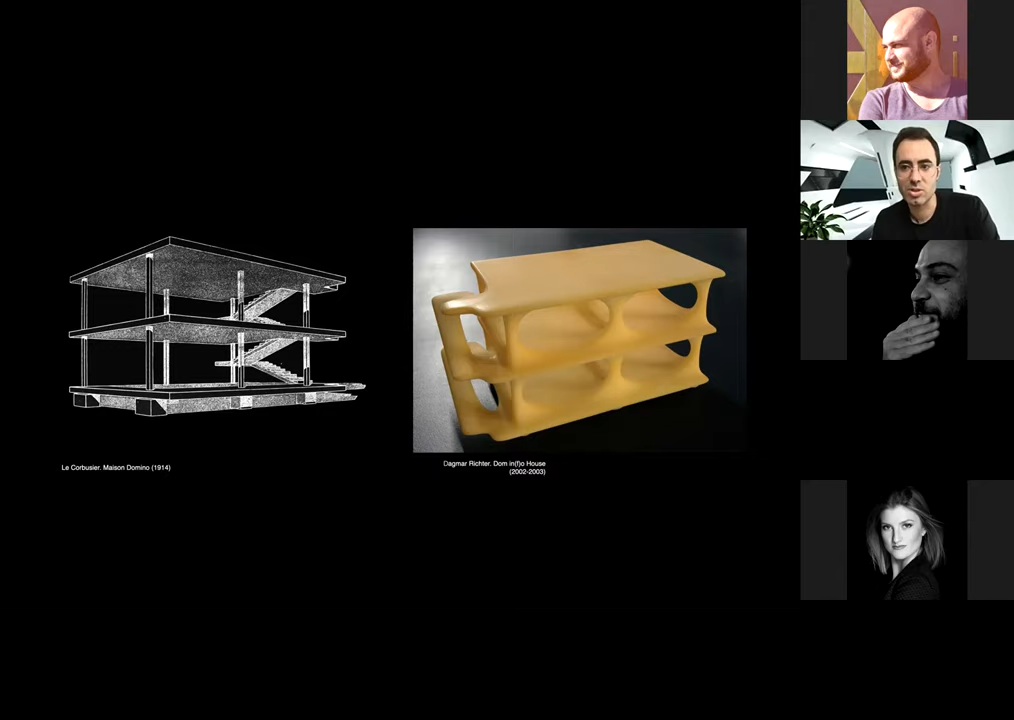 Le Corbusier. Maison Domino (1914)
Dagmar Richter. Dom in(f)o House
(2002-2003)